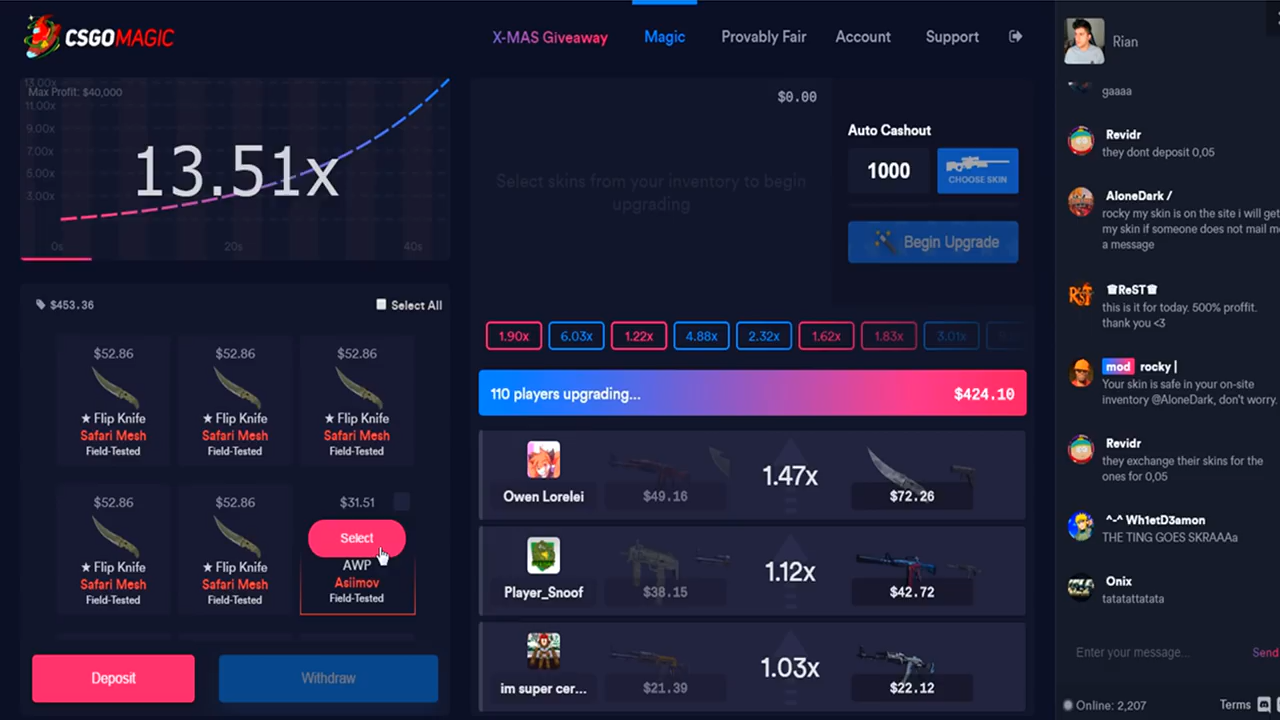 CSGOMAGIC
X-MAS Giveaway
Magic
Provably Fair
Account
Support
Rian
13.00x
Max Profit: $40,000
11.00x
9.00x
7.00x
5.00x
3.00x
13.51x
0s
20s
40s
$0.00
Select skins from your inventory to begin
upgrading
Auto Cashout
1000
CHOOSE SKIN
Begin Upgrade
$453.36
Select All
$52.86
★ Flip Knife
Safari Mesh
Field-Tested
$52.86
★ Flip Knife
Safari Mesh
Field-Tested
$52.86
★ Flip Knife
Safari Mesh
Field-Tested
$52.86
★ Flip Knife
Safari Mesh
Field-Tested
$52.86
★ Flip Knife
Safari Mesh
Field-Tested
$31.51
Select
AWP
Asiimov
Field-Tested
Deposit
Withdraw
1.90x
6.03x
1.22x
4.88x
2.32x
1.62x
1.83x
3.01x
110 players upgrading...
$424.10
Owen Lorelei
$49.16
1.47x
$72.26
Player_Snoof
$38.15
1.12x
$42.72
im super cer...
$21.39
1.03x
$22.12
gaaaa
Revidr
they dont deposit 0,05
AloneDark /
rocky my skin is on the site i will get
my skin if someone does not mail me
a message
♛ReST♛
this is it for today. 500% proffit.
thank you <3
mod rocky |
Your skin is safe in your on-site
inventory @AloneDark, don't worry.
Revidr
they exchange their skins for the
ones for 0,05
^-^ Wh1etD3amon
THE TING GOES SKRAAAa
Onix
tatatattatata
Enter your message...
Send
Online: 2,207
Terms